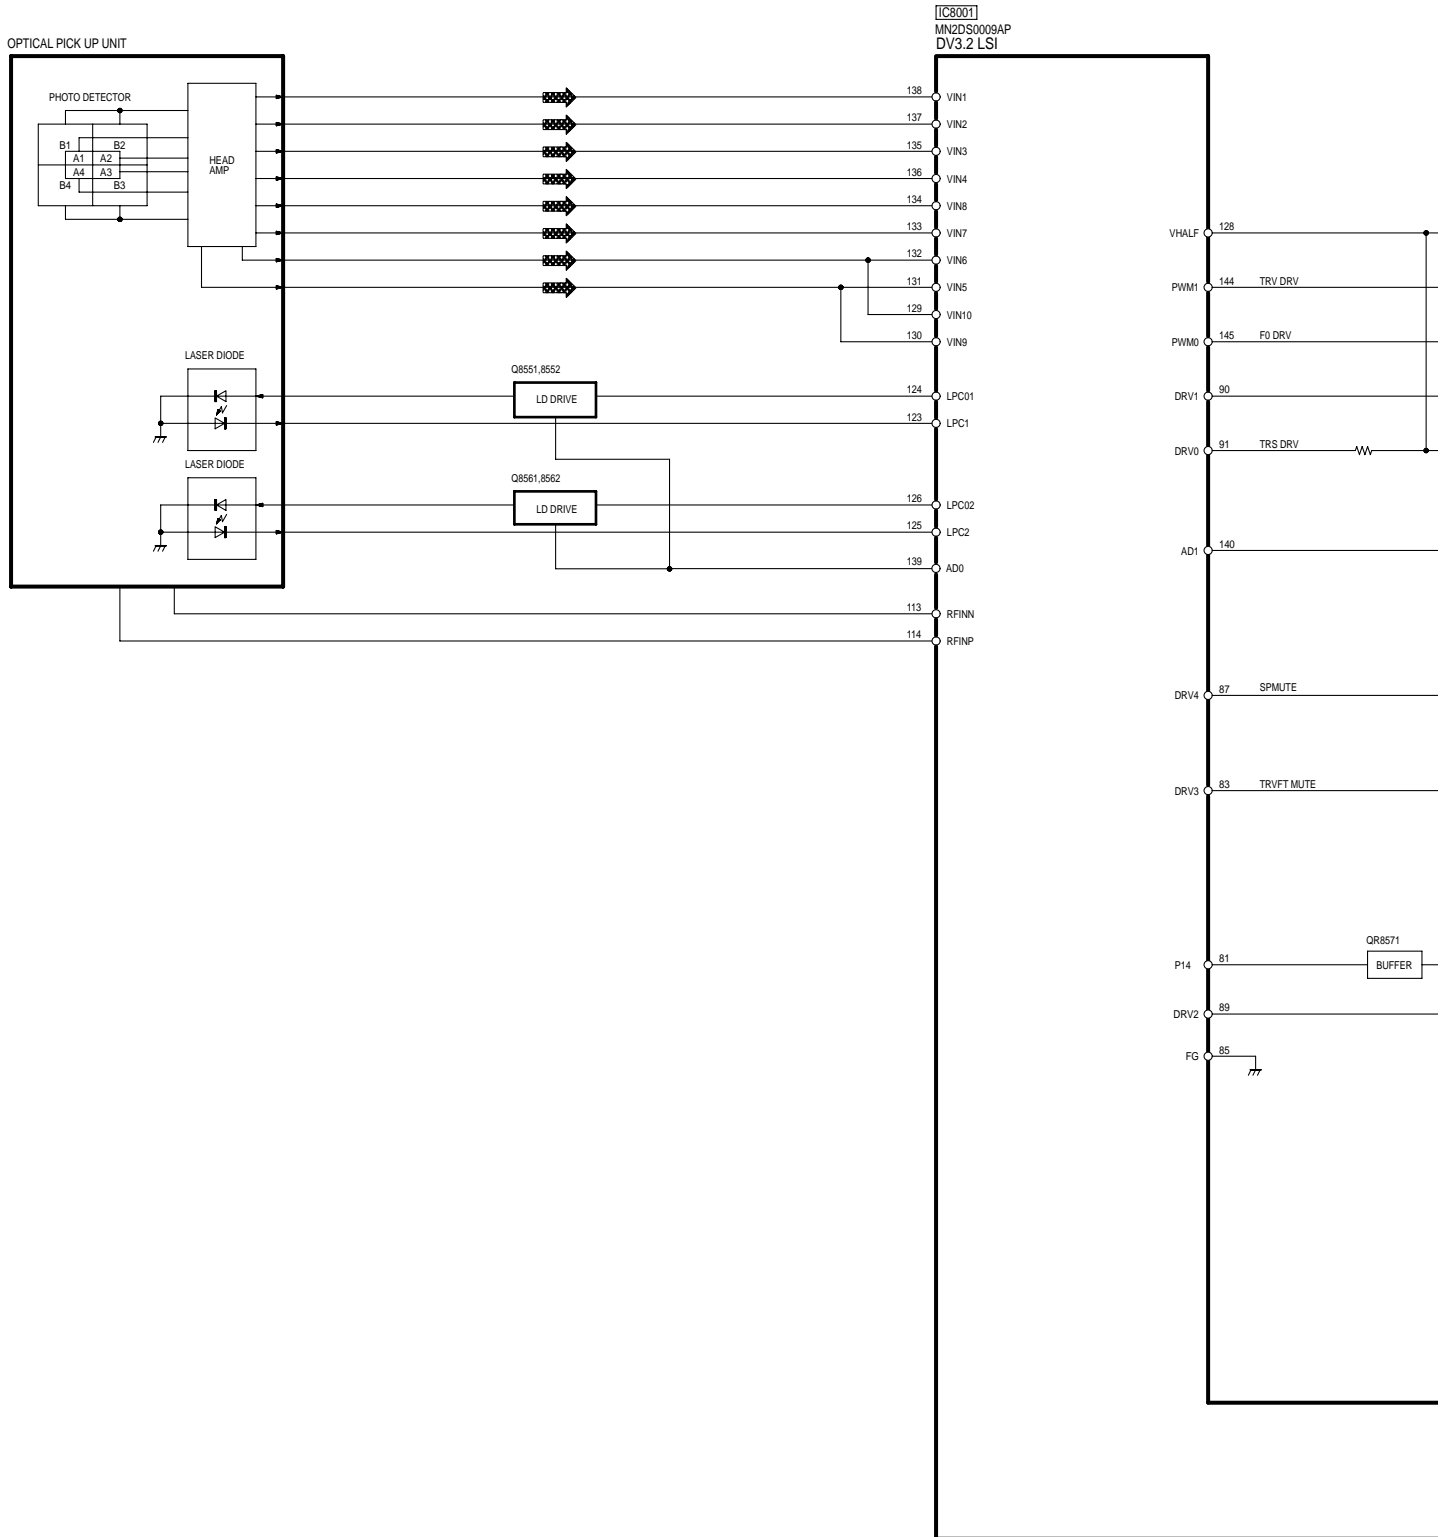 IC8001
MN2DS0009AP
DV3.2 LSI
OPTICAL PICK UP UNIT
PHOTO DETECTOR
B1 B2
A1 A2
A4 A3
B4 B3
HEAD
AMP
138 VIN1
137 VIN2
135 VIN3
136 VIN4
134 VIN8
133 VIN7
132 VIN6
131 VIN5
129 VIN10
130 VIN9
LASER DIODE
Q8551,8552
LD DRIVE
124 LPC01
123 LPC1
LASER DIODE
Q8561,8562
LD DRIVE
126 LPC02
125 LPC2
139 AD0
113 RFINN
114 RFINP
VHALF 128
PWM1 144 TRV DRV
PWM0 145 F0 DRV
DRV1 90
DRV0 91 TRS DRV
AD1 140
DRV4 87 SPMUTE
DRV3 83 TRVFT MUTE
QR8571
P14 81 BUFFER
DRV2 89
FG 85